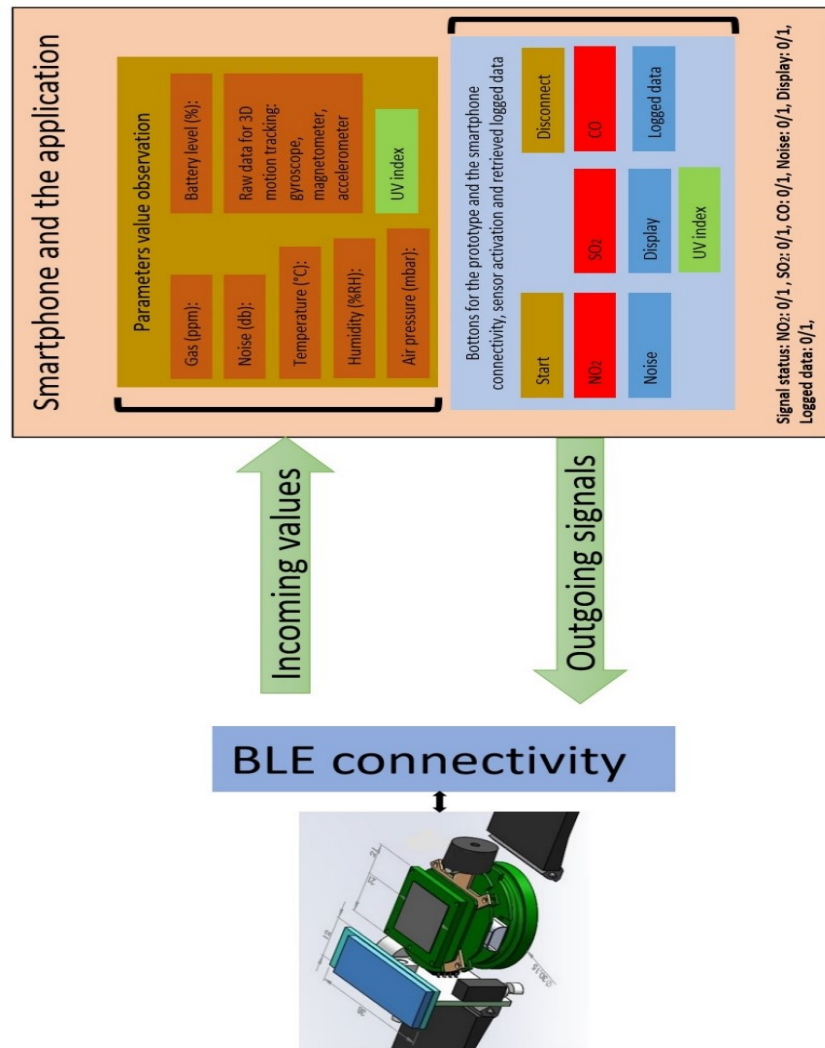 Smartphone and the application
Parameters value observation
Gas (ppm):
Noise (db):
Temperature (°C):
Humidity (%RH):
Air pressure (mbar):
Battery level (%):
Raw data for 3D
motion tracking:
gyroscope,
magnetometer,
accelerometer
UV index
Bottons for the prototype and the smartphone
connectivity, sensor activation and retrieved logged data
Start
Disconnect
NO2
SO2
CO
Noise
Display
Logged data
UV index
Signal status: NO2: 0/1 , SO2: 0/1, CO: 0/1, Noise: 0/1, Display: 0/1,
Logged data: 0/1,
Incoming values
Outgoing signals
BLE connectivity
12
21
12